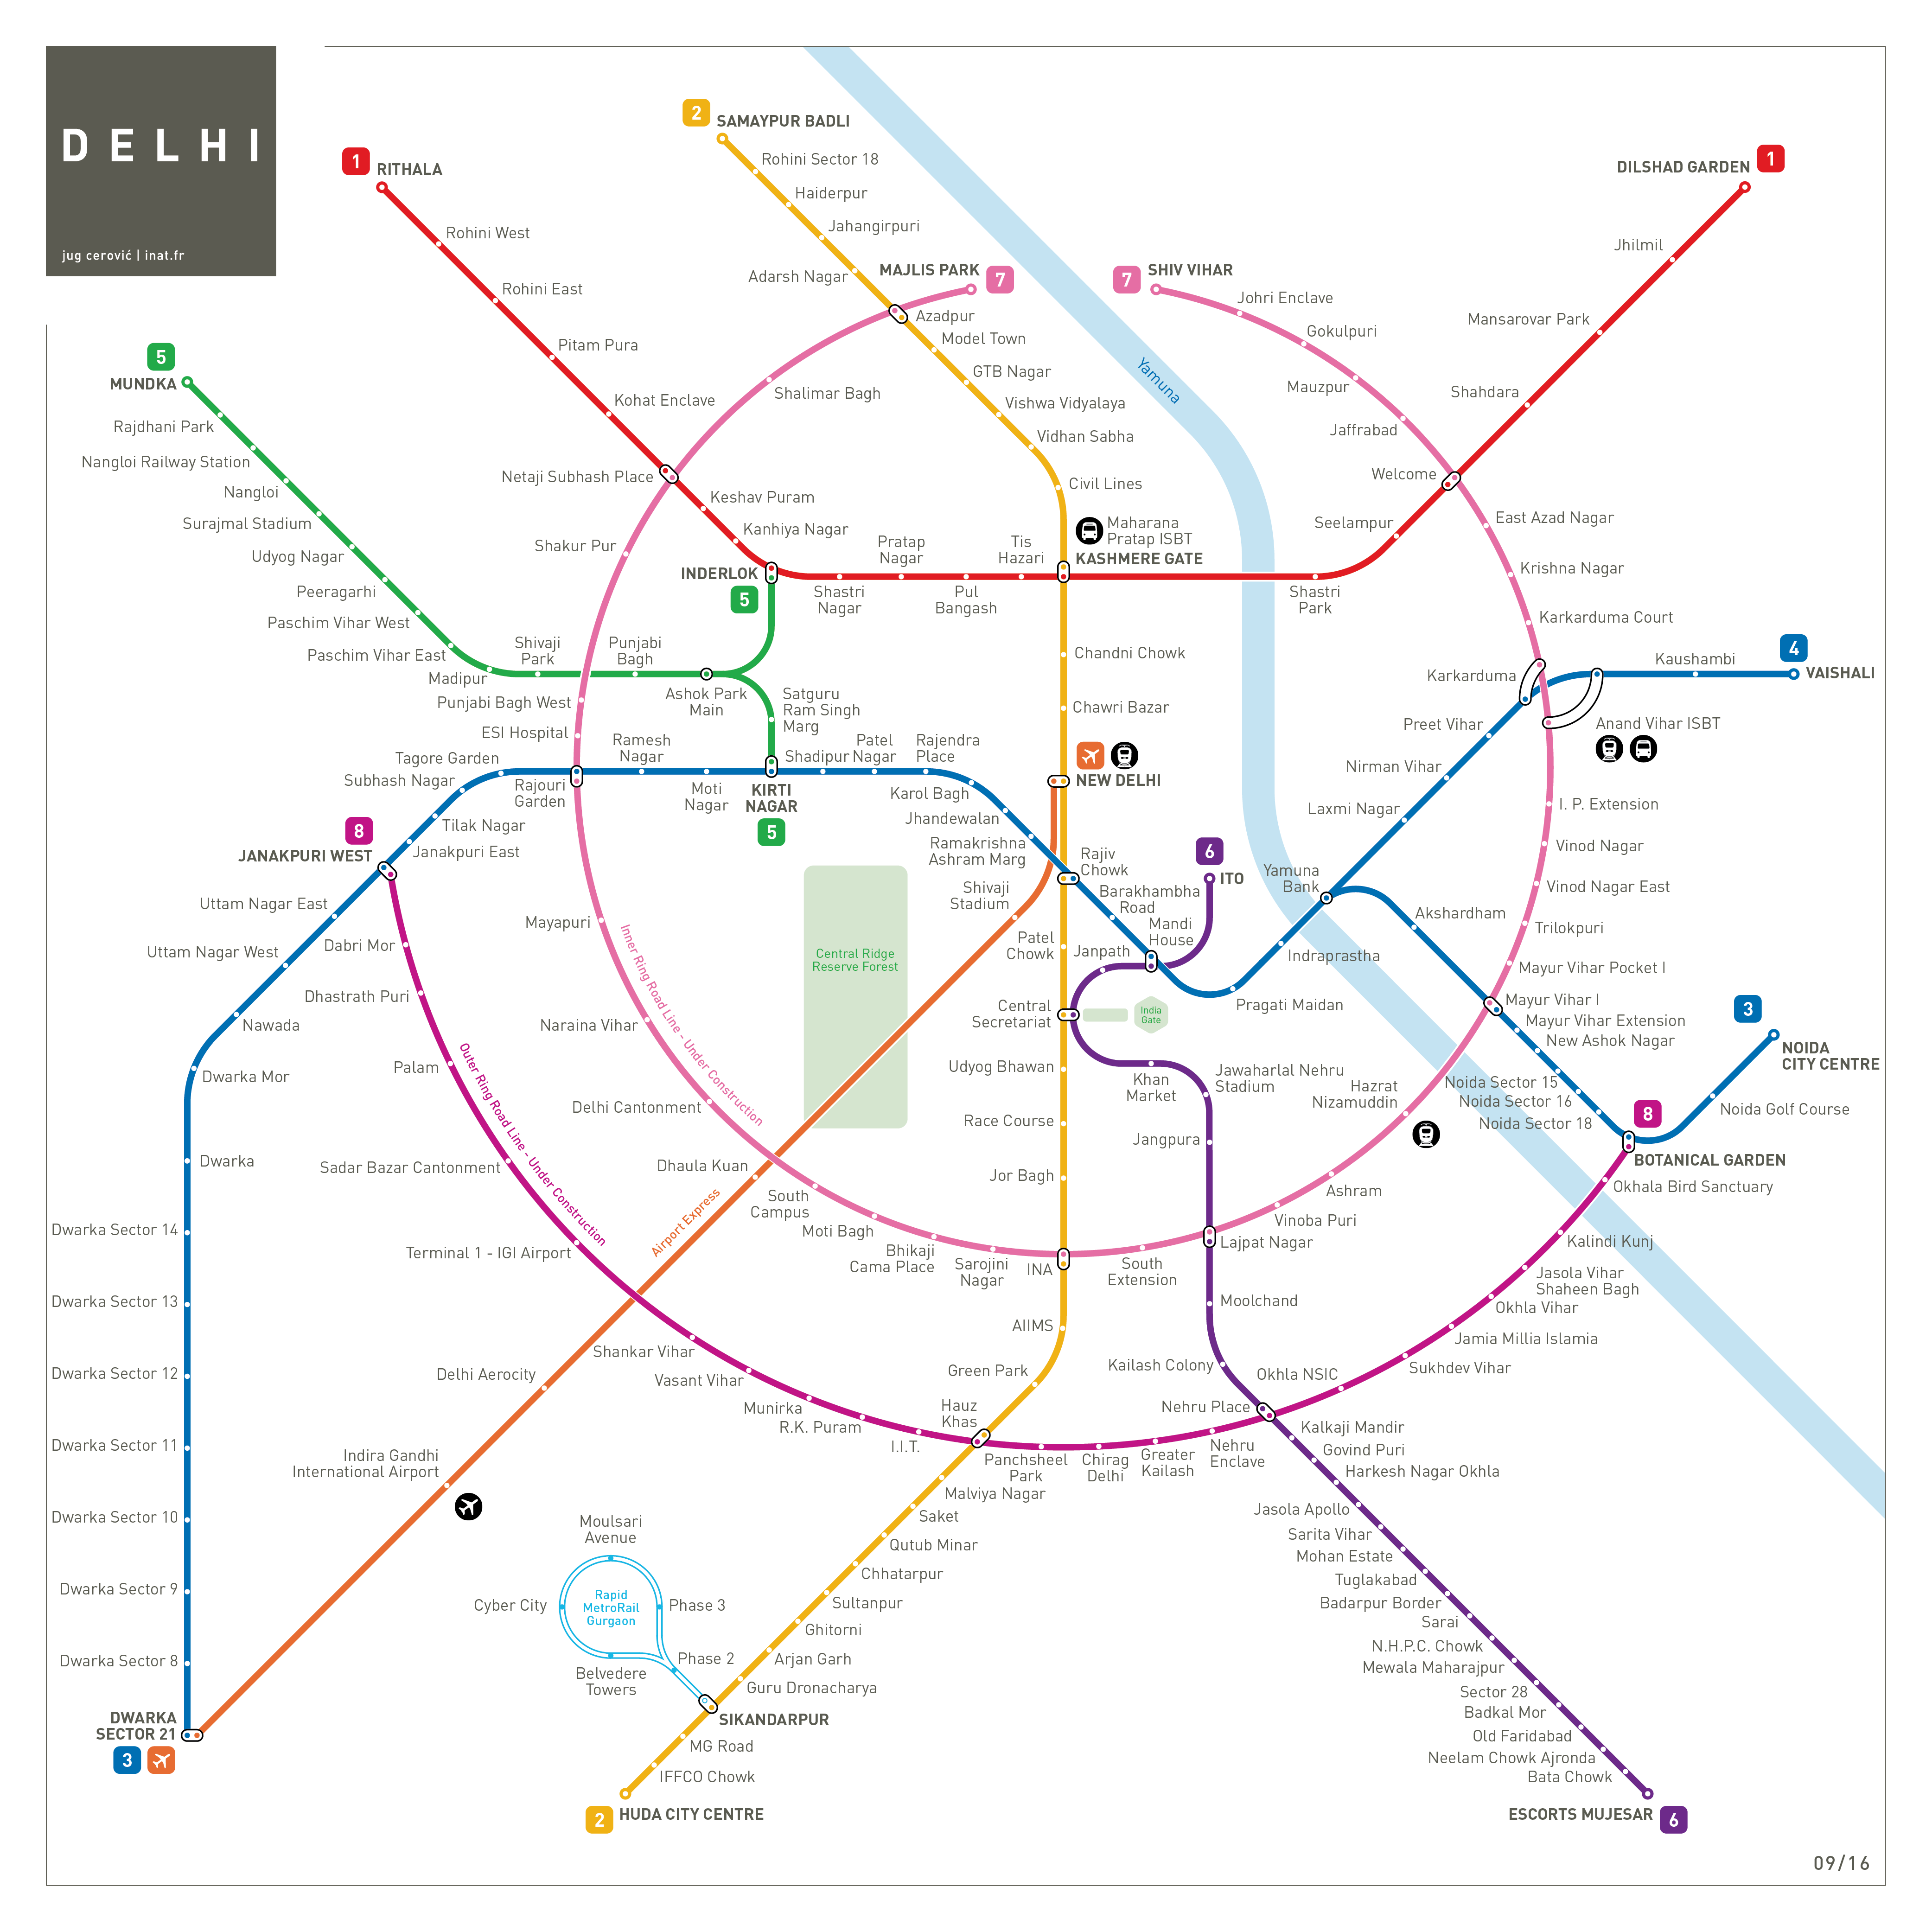 DELHI
jug cerović | inat.fr
1
RITHALA
Rohini West
Rohini East
Pitam Pura
Kohat Enclave
Netaji Subhash Place
Keshav Puram
Kanhiya Nagar
INDERLOK
5
Shastri
Nagar
Pratap
Nagar
Pul
Bangash
Tis
Hazari
Maharana
Pratap ISBT
KASHMERE GATE
Shastri
Park
Seelampur
Welcome
Shahdara
Mansarovar Park
Jhilmil
DILSHAD GARDEN
1
2
SAMAYPUR BADLI
Rohini Sector 18
Haiderpur
Jahangirpuri
Adarsh Nagar
Azadpur
Model Town
GTB Nagar
Vishwa Vidyalaya
Vidhan Sabha
Civil Lines
Chandni Chowk
Chawri Bazar
NEW DELHI
Rajiv
Chowk
Patel
Chowk
Central
Secretariat
Udyog Bhawan
Race Course
Jor Bagh
INA
AIIMS
Green Park
Hauz
Khas
Malviya Nagar
Saket
Qutub Minar
Chhatarpur
Sultanpur
Ghitorni
Arjan Garh
Guru Dronacharya
SIKANDARPUR
MG Road
IFFCO Chowk
2
HUDA CITY CENTRE
MAJLIS PARK
7
Shalimar Bagh
Shakur Pur
Punjabi Bagh West
ESI Hospital
Rajouri
Garden
Mayapuri
Inner Ring Road Line - Under Construction
Naraina Vihar
Delhi Cantonment
South
Campus
Moti Bagh
Bhikaji
Cama Place
Sarojini
Nagar
South
Extension
Lajpat Nagar
Vinoba Puri
Ashram
Hazrat
Nizamuddin
Mayur Vihar I
Mayur Vihar Pocket I
Trilokpuri
Vinod Nagar East
Vinod Nagar
I. P. Extension
Anand Vihar ISBT
Karkarduma
Karkarduma Court
Krishna Nagar
East Azad Nagar
Jaffrabad
Mauzpur
Gokulpuri
Johri Enclave
7
SHIV VIHAR
Yamuna
5
MUNDKA
Rajdhani Park
Nangloi Railway Station
Nangloi
Surajmal Stadium
Udyog Nagar
Peeragarhi
Paschim Vihar West
Paschim Vihar East
Madipur
Shivaji
Park
Punjabi
Bagh
Ashok Park
Main
Satguru
Ram Singh
Marg
KIRTI
NAGAR
5
4
VAISHALI
Kaushambi
Preet Vihar
Nirman Vihar
Laxmi Nagar
Yamuna
Bank
Indraprastha
Pragati Maidan
Mandi
House
Barakhambha
Road
Ramakrishna
Ashram Marg
Jhandewalan
Karol Bagh
Rajendra
Place
Patel
Nagar
Shadipur
Moti
Nagar
Ramesh
Nagar
Tagore Garden
Subhash Nagar
Tilak Nagar
Janakpuri East
8
JANAKPURI WEST
Uttam Nagar East
Uttam Nagar West
Nawada
Dwarka Mor
Dwarka
Dwarka Sector 14
Dwarka Sector 13
Dwarka Sector 12
Dwarka Sector 11
Dwarka Sector 10
Dwarka Sector 9
Dwarka Sector 8
DWARKA
SECTOR 21
3
Akshardham
Mayur Vihar Extension
New Ashok Nagar
Noida Sector 15
Noida Sector 16
Noida Sector 18
8
BOTANICAL GARDEN
Noida Golf Course
3
NOIDA
CITY CENTRE
Dabri Mor
Dhastrath Puri
Palam
Outer Ring Road Line - Under Construction
Sadar Bazar Cantonment
Terminal 1 - IGI Airport
Shankar Vihar
Vasant Vihar
Munirka
R.K. Puram
I.I.T.
Panchsheel
Park
Chirag
Delhi
Greater
Kailash
Nehru
Enclave
Nehru Place
Okhla NSIC
Sukhdev Vihar
Jamia Millia Islamia
Okhla Vihar
Jasola Vihar
Shaheen Bagh
Kalindi Kunj
Okhala Bird Sanctuary
6
ITO
Janpath
India
Gate
Khan
Market
Jawaharlal Nehru
Stadium
Jangpura
Moolchand
Kailash Colony
Kalkaji Mandir
Govind Puri
Harkesh Nagar Okhla
Jasola Apollo
Sarita Vihar
Mohan Estate
Tuglakabad
Badarpur Border
Sarai
N.H.P.C. Chowk
Mewala Maharajpur
Sector 28
Badkal Mor
Old Faridabad
Neelam Chowk Ajronda
Bata Chowk
ESCORTS MUJESAR
6
Shivaji
Stadium
Central Ridge
Reserve Forest
Dhaula Kuan
Airport Express
Delhi Aerocity
Indira Gandhi
International Airport
Moulsari
Avenue
Cyber City
Rapid
MetroRail
Gurgaon
Phase 3
Phase 2
Belvedere
Towers
09/16